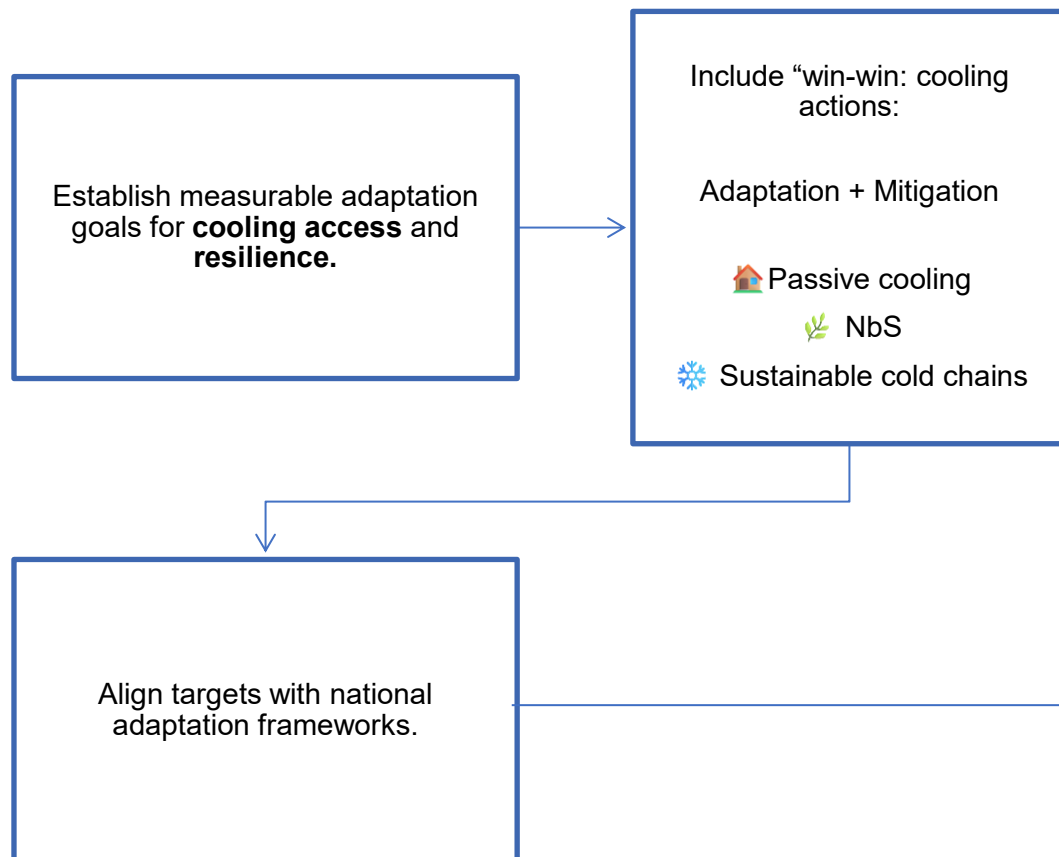 Establish measurable adaptation
goals for cooling access and
resilience.
Include “win-win: cooling
actions:
Adaptation + Mitigation
🏠Passive cooling
🌿 NbS
❄️ Sustainable cold chains
Align targets with national
adaptation frameworks.